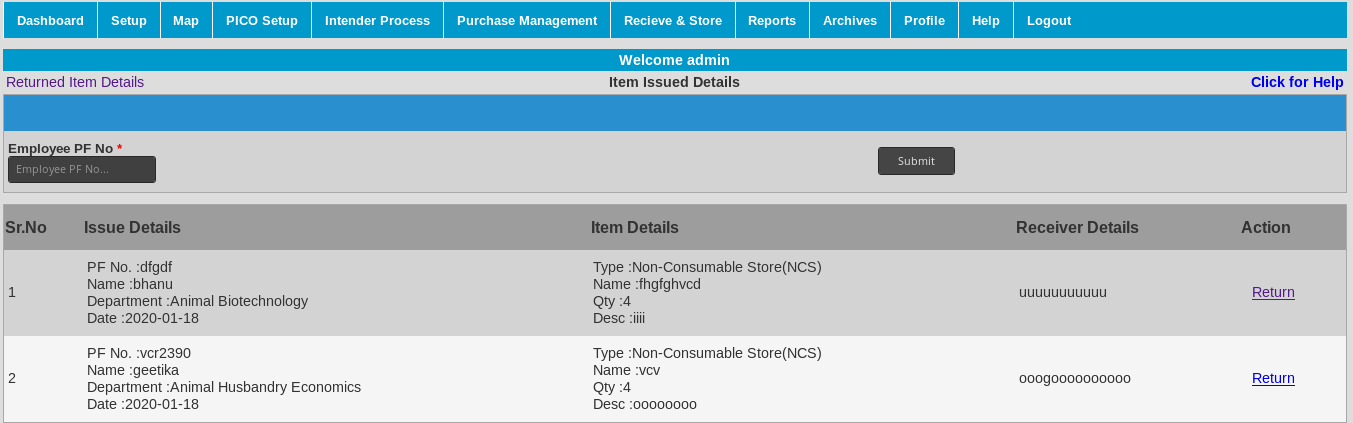 Dashboard Setup Map PICO Setup Intender Process Purchase Management Recieve & Store Reports Archives Profile Help Logout
Welcome admin
Returned Item Details Item Issued Details Click for Help
Employee PF No *
Employee PF No...
Submit
Sr.No Issue Details Item Details Receiver Details Action
1
PF No. :dfgdf
Name :bhanu
Department :Animal Biotechnology
Date :2020-01-18
Type :Non-Consumable Store(NCS)
Name :fhgfghvcd
Qty :4
Desc :iiii
uuuuuuuuuuu
Return
2
PF No. :vcr2390
Name :geetika
Department :Animal Husbandry Economics
Date :2020-01-18
Type :Non-Consumable Store(NCS)
Name :vcv
Qty :4
Desc :oooooooo
ooogoooooooooo
Return